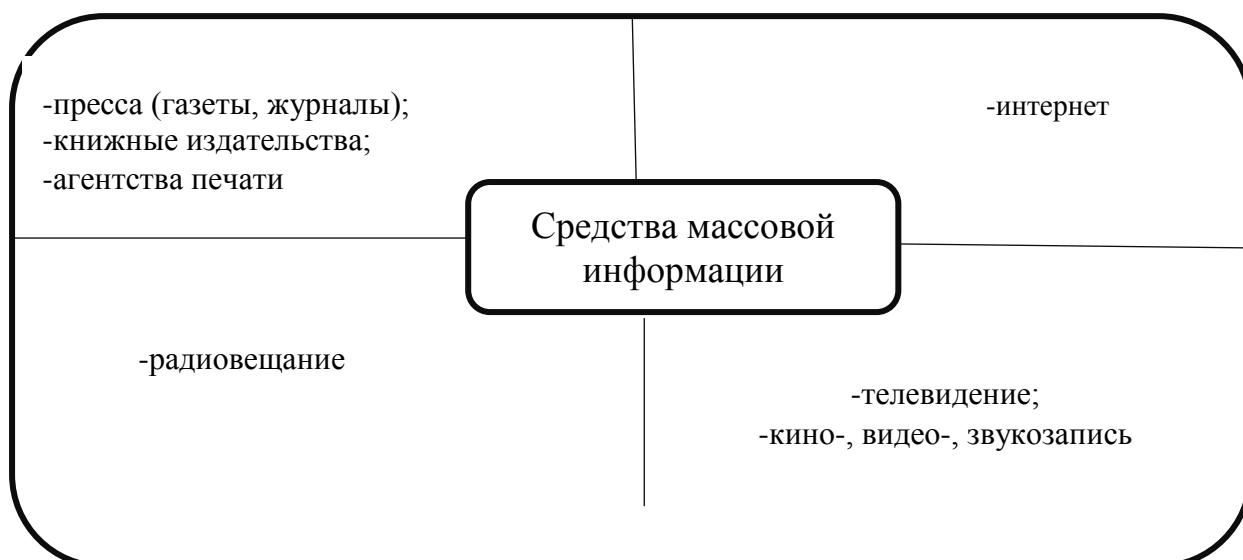 -пресса (газеты, журналы);
-книжные издательства;
-агентства печати
-интернет
Средства массовой
информации
-радиовещание
-телевидение;
-кино-, видео-, звукозапись